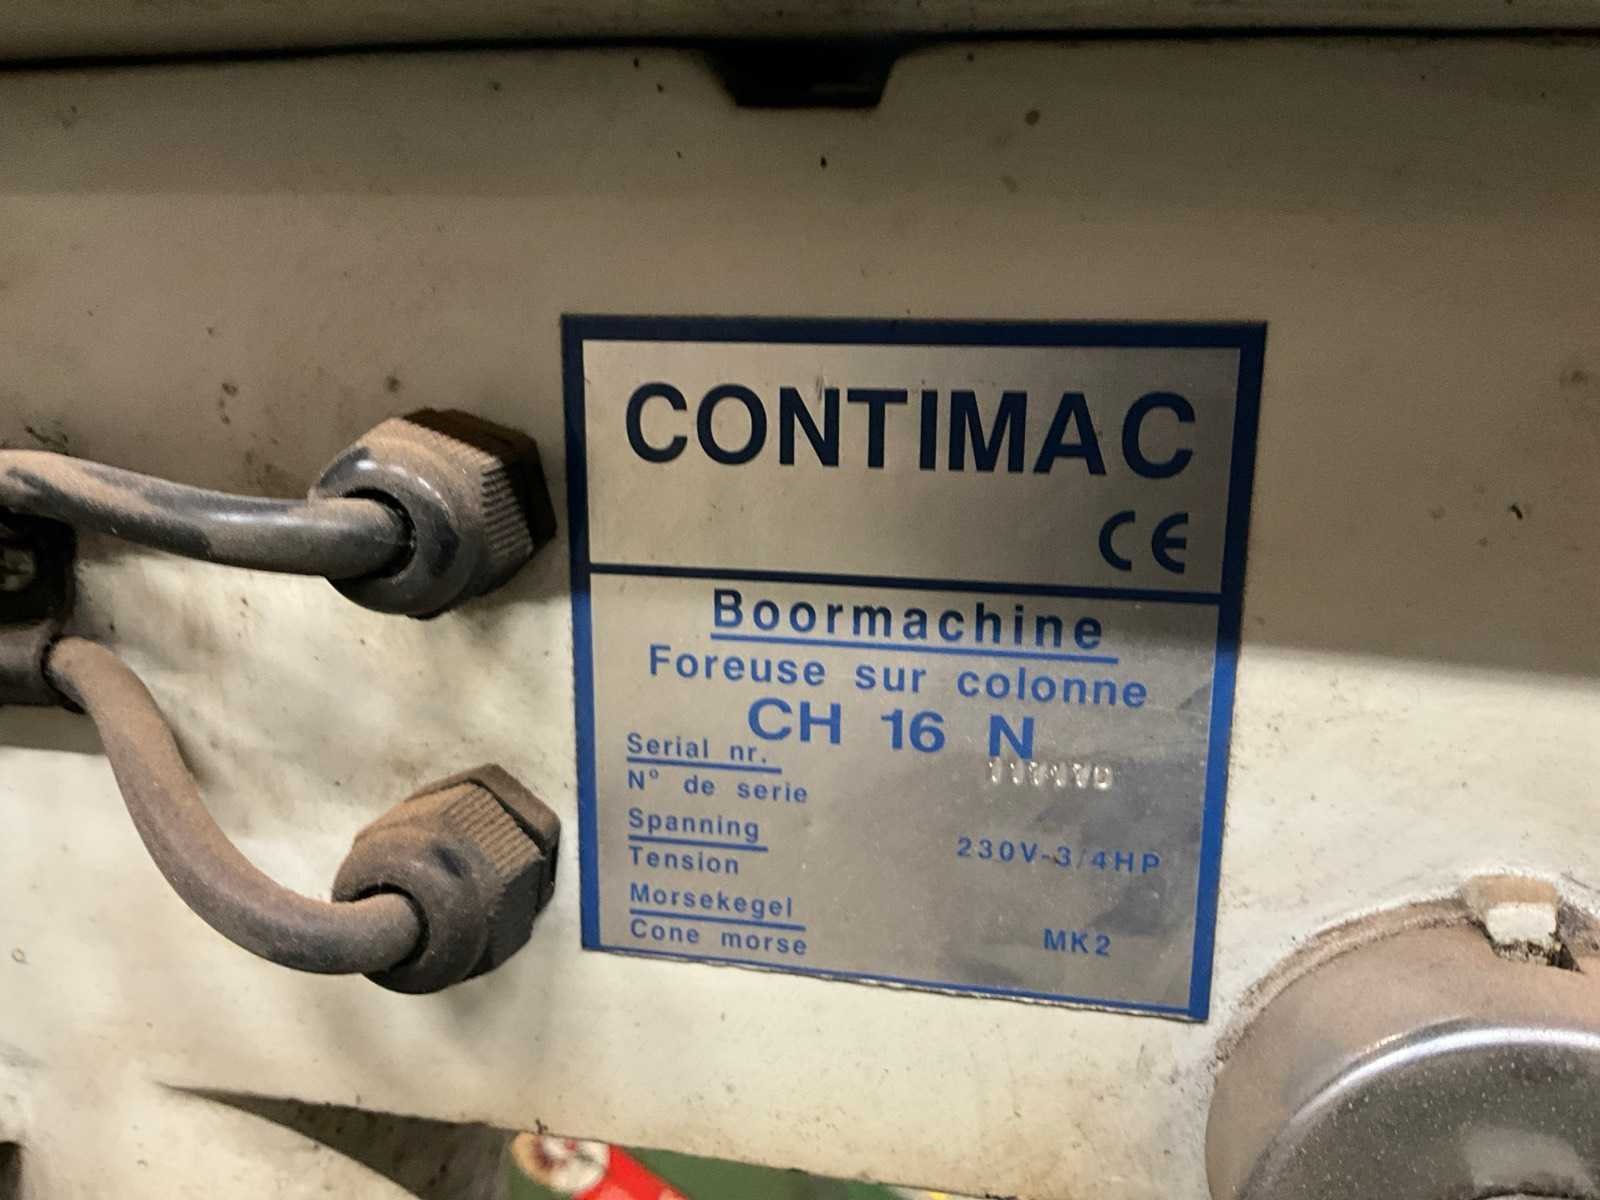 CONTIMAC
CE
Boormachine
Foreuse sur colonne
CH 16 N
Serial nr.
N° de serie
Spanning
Tension
230V-3/4HP
Morsekegel
Cone morse
MK2